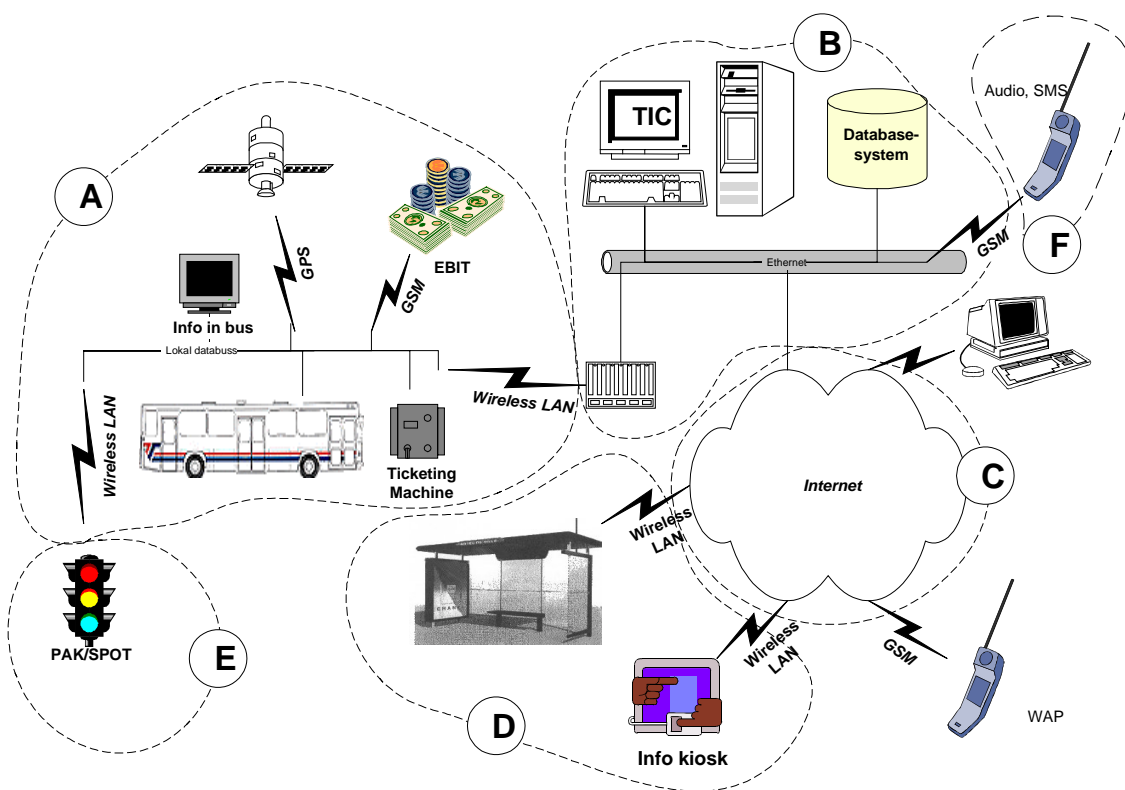 B
Audio, SMS
TIC
Database-
system
A
F
GSM
Ethernet
GPS
EBIT
GSM
Info in bus
Lokal databuss
Wireless LAN
Wireless LAN
Ticketing
Machine
C
Internet
Wireless
LAN
PAK/SPOT
E
D
Wireless
LAN
GSM
Info kiosk
WAP